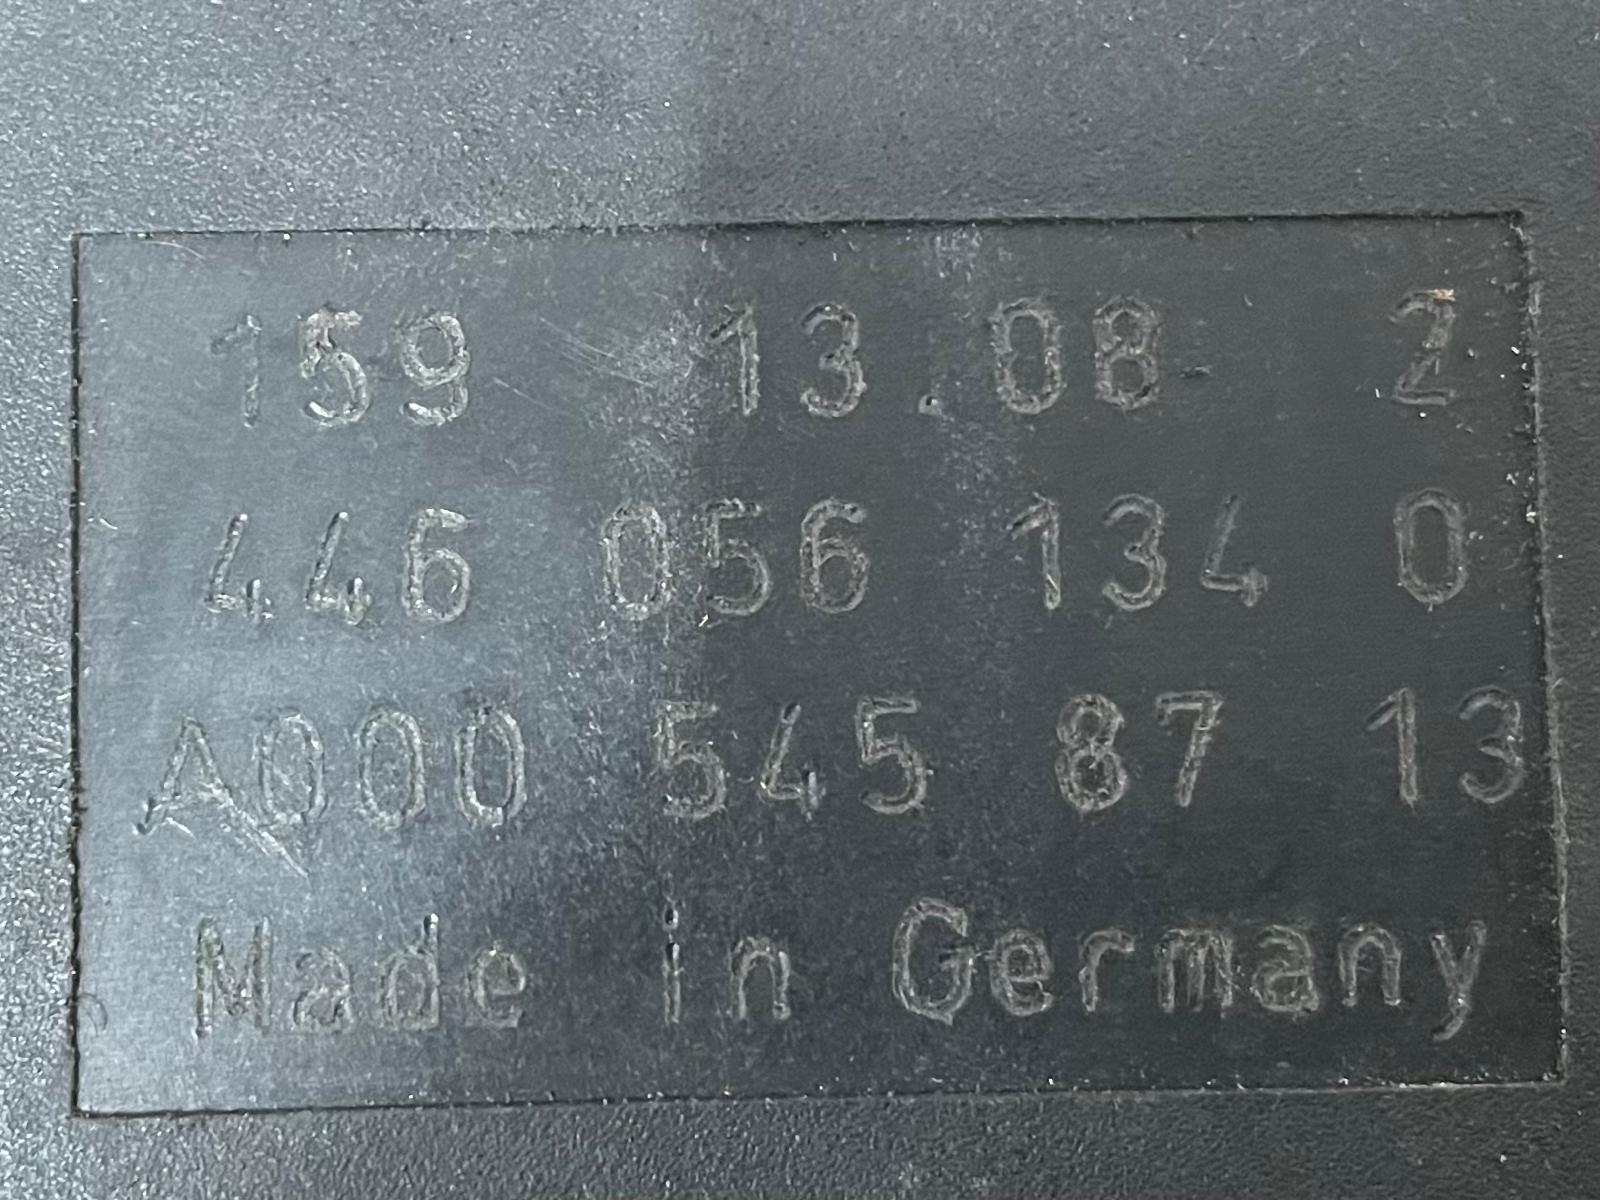 159 13.08 2
446 056 134 0
A000 545 87 13
Made in Germany